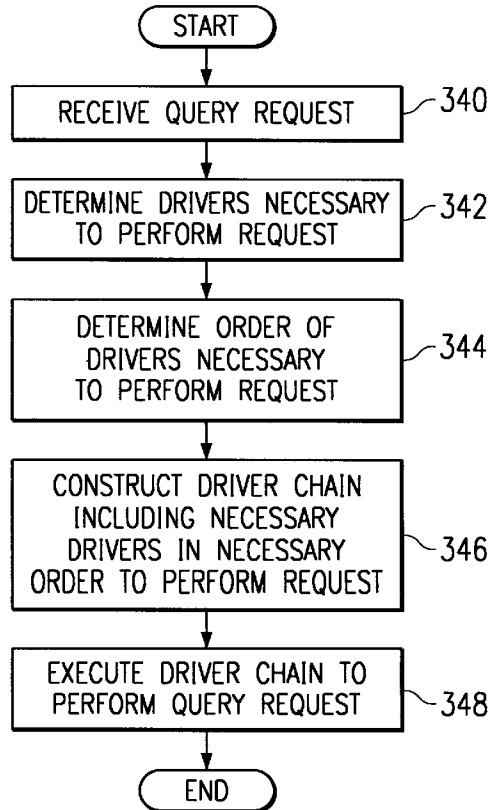 START
RECEIVE QUERY REQUEST
340
DETERMINE DRIVERS NECESSARY
TO PERFORM REQUEST
342
DETERMINE ORDER OF
DRIVERS NECESSARY
TO PERFORM REQUEST
344
CONSTRUCT DRIVER CHAIN
INCLUDING NECESSARY
DRIVERS IN NECESSARY
ORDER TO PERFORM REQUEST
346
EXECUTE DRIVER CHAIN TO
PERFORM QUERY REQUEST
348
END